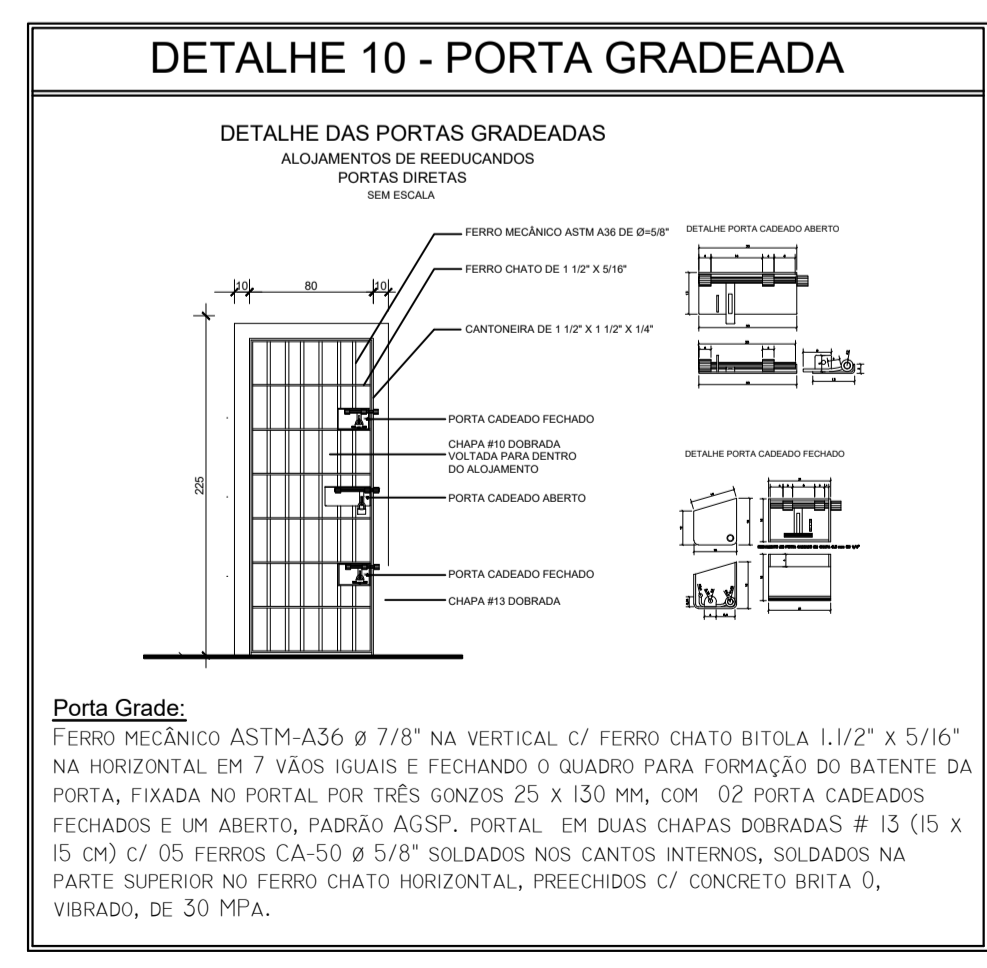 DETALHE 10 - PORTA GRADEADA
DETALHE DAS PORTAS GRADEADAS
ALOJAMENTOS DE REEDUCANDOS
PORTAS DIRETAS
SEM ESCALA
FERRO MECÂNICO ASTM A36 DE Ø=5/8"
FERRO CHATO DE 1 1/2" X 5/16"
CANTONEIRA DE 1 1/2" X 1 1/2" X 1/4"
10 80 10
225
PORTA CADEADO FECHADO
CHAPA #10 DOBRADA
VOLTADA PARA DENTRO
DO ALOJAMENTO
PORTA CADEADO ABERTO
PORTA CADEADO FECHADO
CHAPA #13 DOBRADA
DETALHE PORTA CADEADO ABERTO
DETALHE PORTA CADEADO FECHADO
Porta Grade:
FERRO MECÂNICO ASTM-A36 Ø 7/8" NA VERTICAL C/ FERRO CHATO BITOLA 1.1/2" X 5/16"
NA HORIZONTAL EM 7 VÃOS IGUAIS E FECHANDO O QUADRO PARA FORMAÇÃO DO BATENTE DA
PORTA, FIXADA NO PORTAL POR TRÊS GONZOS 25 X 130 MM, COM 02 PORTA CADEADOS
FECHADOS E UM ABERTO, PADRÃO AGSP. PORTAL EM DUAS CHAPAS DOBRADAS # 13 (15 X
15 CM) C/ 05 FERROS CA-50 Ø 5/8" SOLDADOS NOS CANTOS INTERNOS, SOLDADOS NA
PARTE SUPERIOR NO FERRO CHATO HORIZONTAL, PREECHIDOS C/ CONCRETO BRITA 0,
VIBRADO, DE 30 MPA.